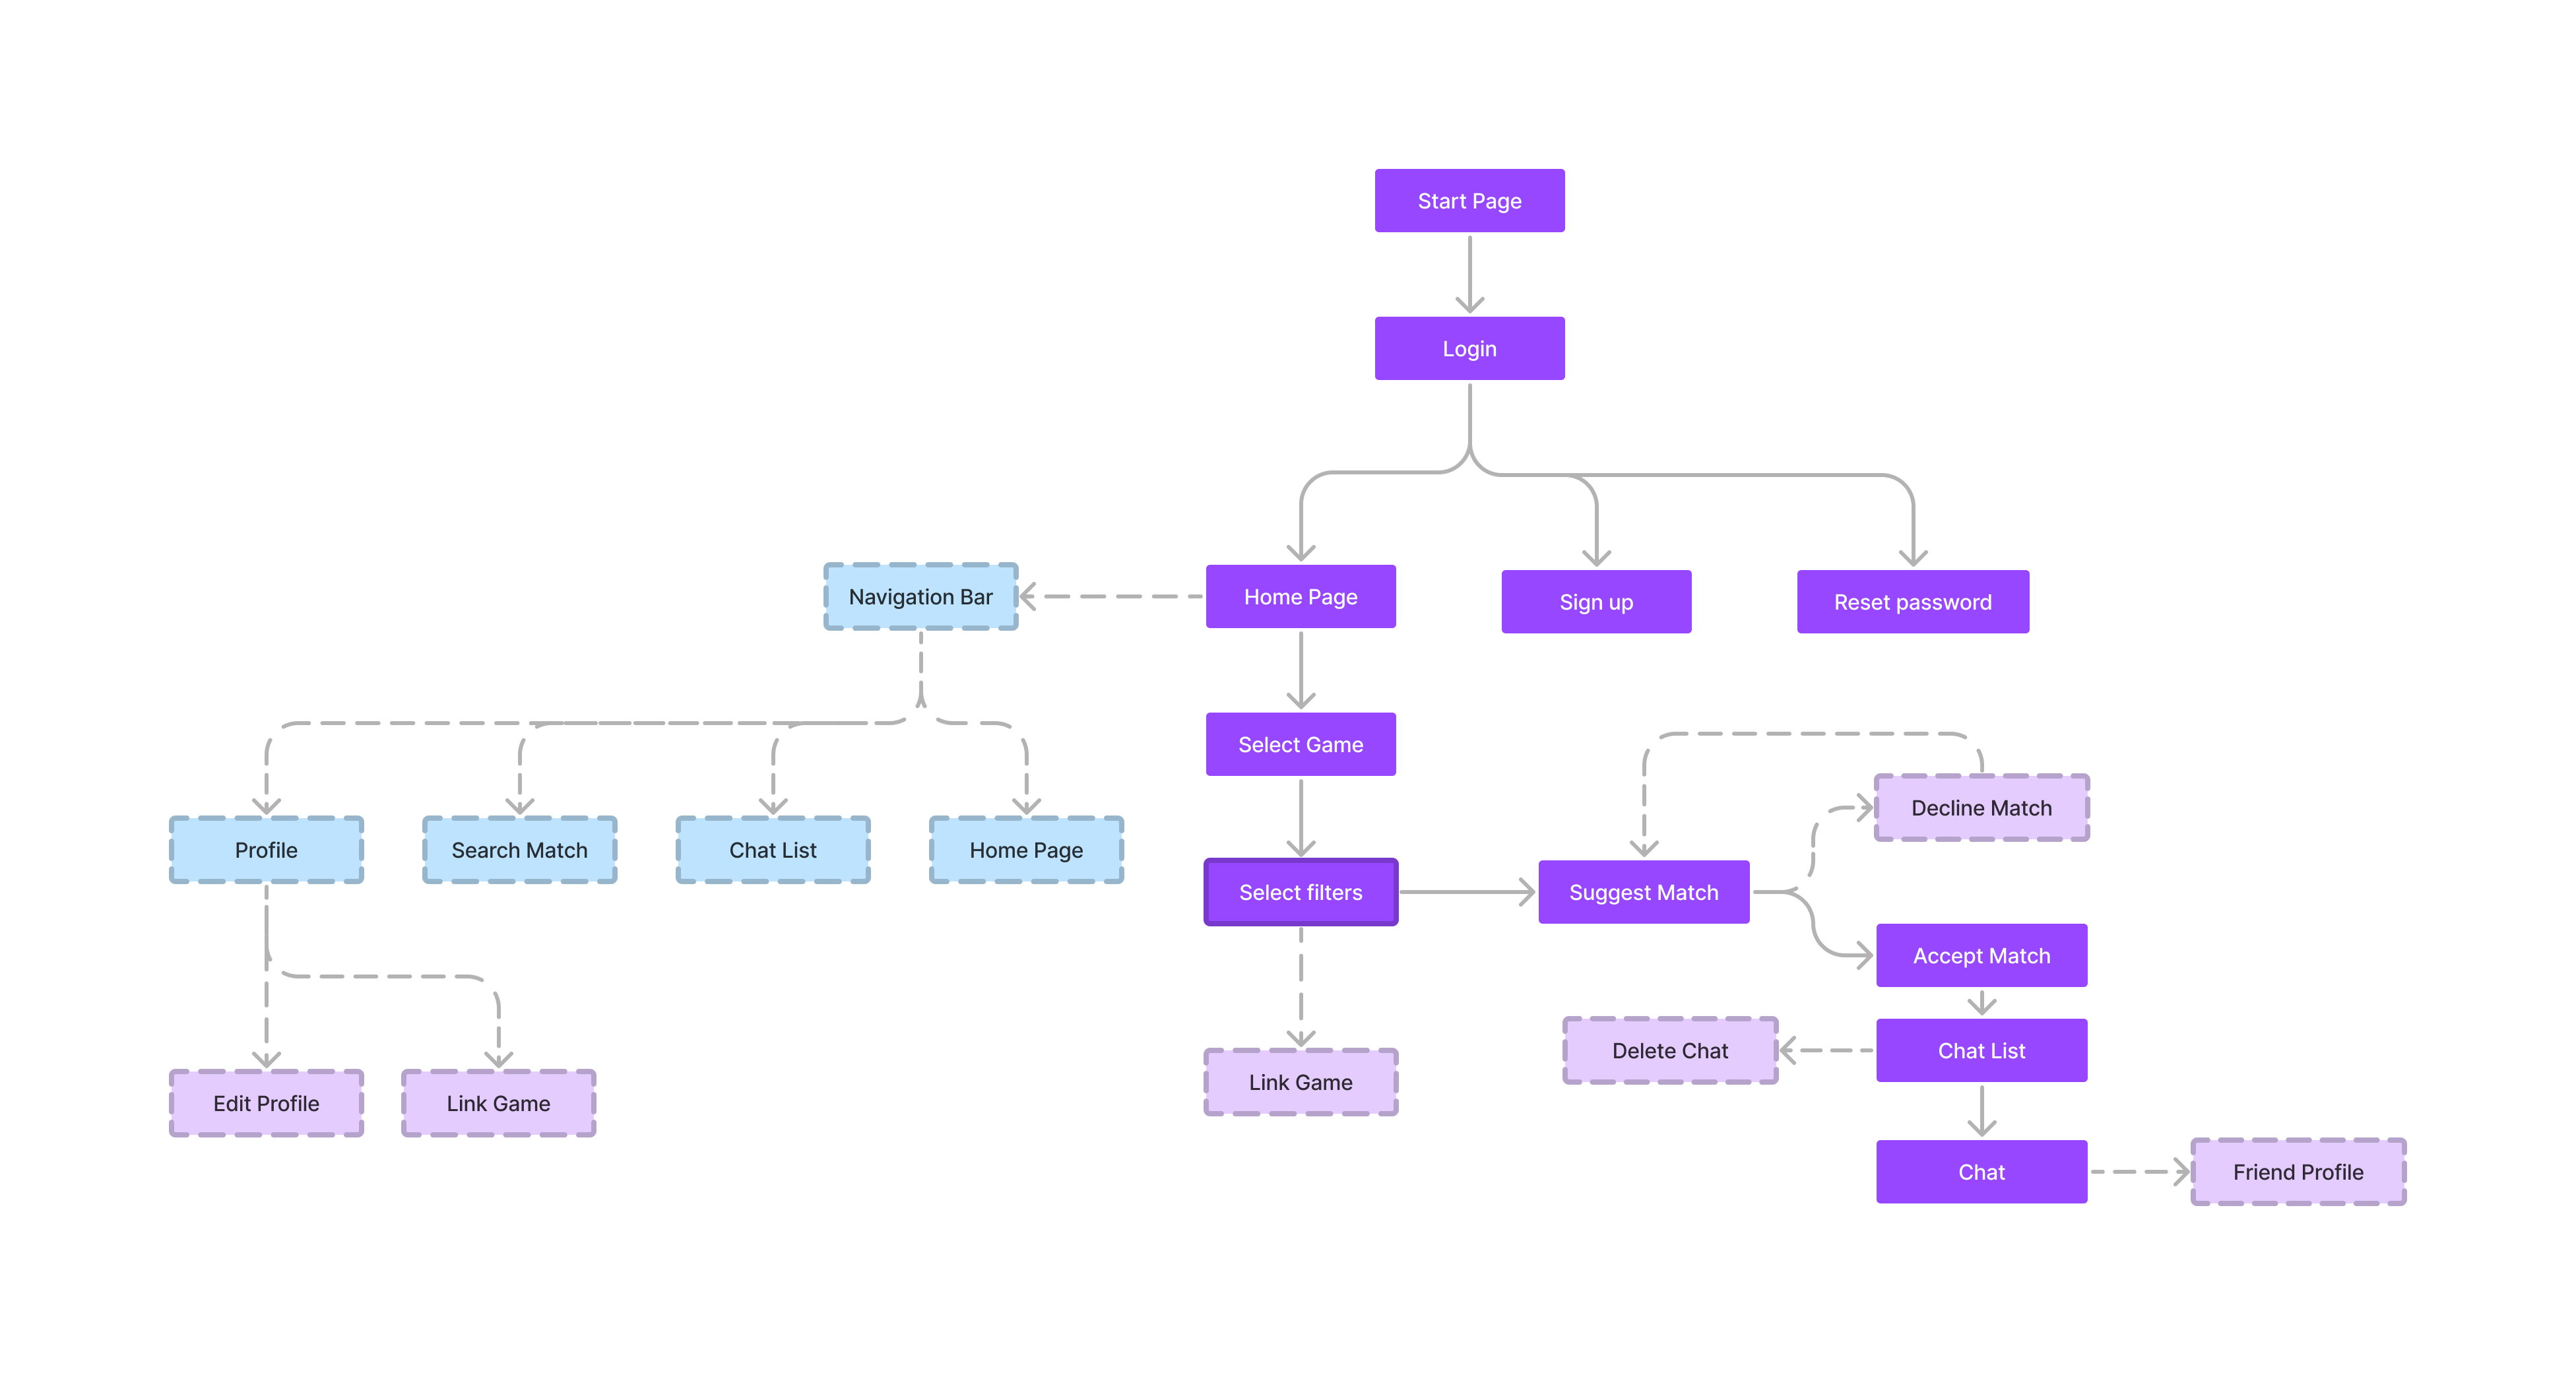 Start Page
Login
Navigation Bar
Home Page
Sign up
Reset password
Select Game
Decline Match
Profile
Search Match
Chat List
Home Page
Select filters
Suggest Match
Accept Match
Delete Chat
Chat List
Link Game
Edit Profile
Link Game
Chat
Friend Profile